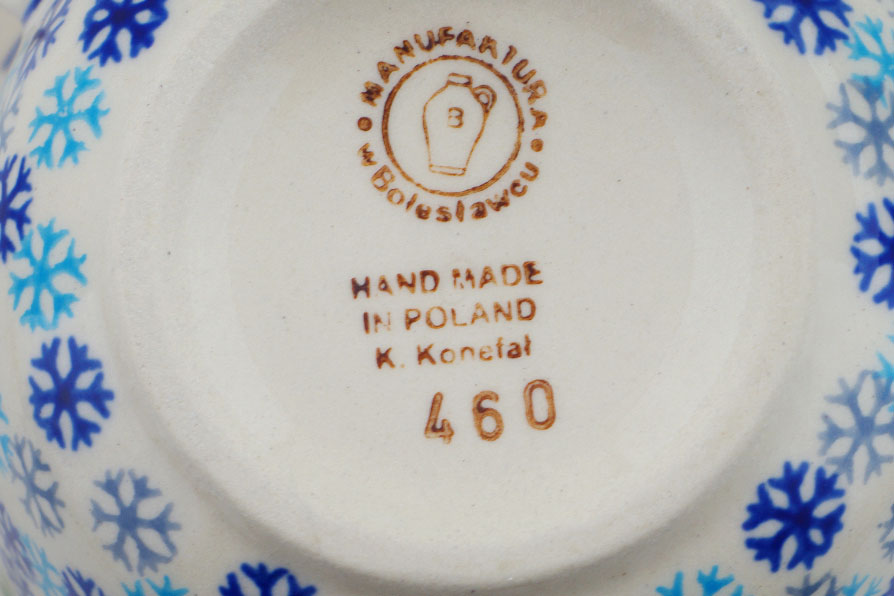 MANUFAKTURA
w Bolesławcu
B
HAND MADE
IN POLAND
K. Konefał
460